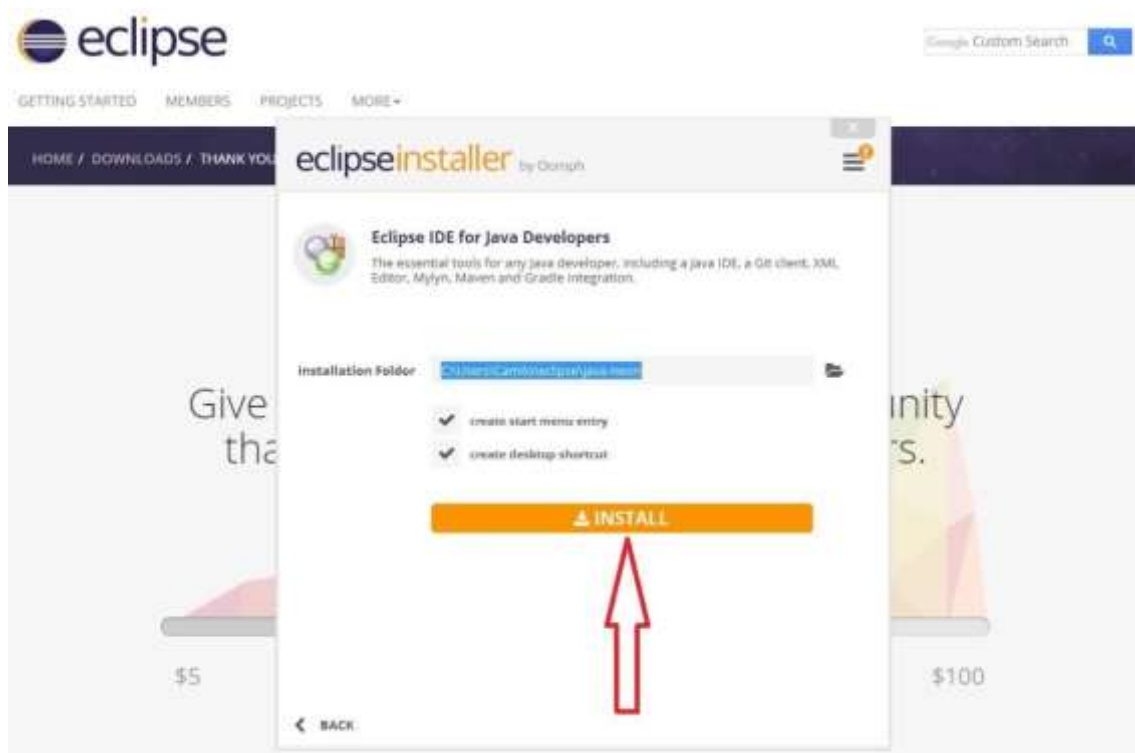 eclipse
Google Custom Search
GETTING STARTED MEMBERS PROJECTS MORE
HOME / DOWNLOADS / THANK YOU
eclipseinstaller by Oomph
Eclipse IDE for Java Developers
The essential tools for any Java developer, including a Java IDE, a Git client, XML
Editor, Mylyn, Maven and Gradle integration.
Installation Folder
create start menu entry
create desktop shortcut
Give
tha
unity
rs.
INSTALL
$5
$100
BACK